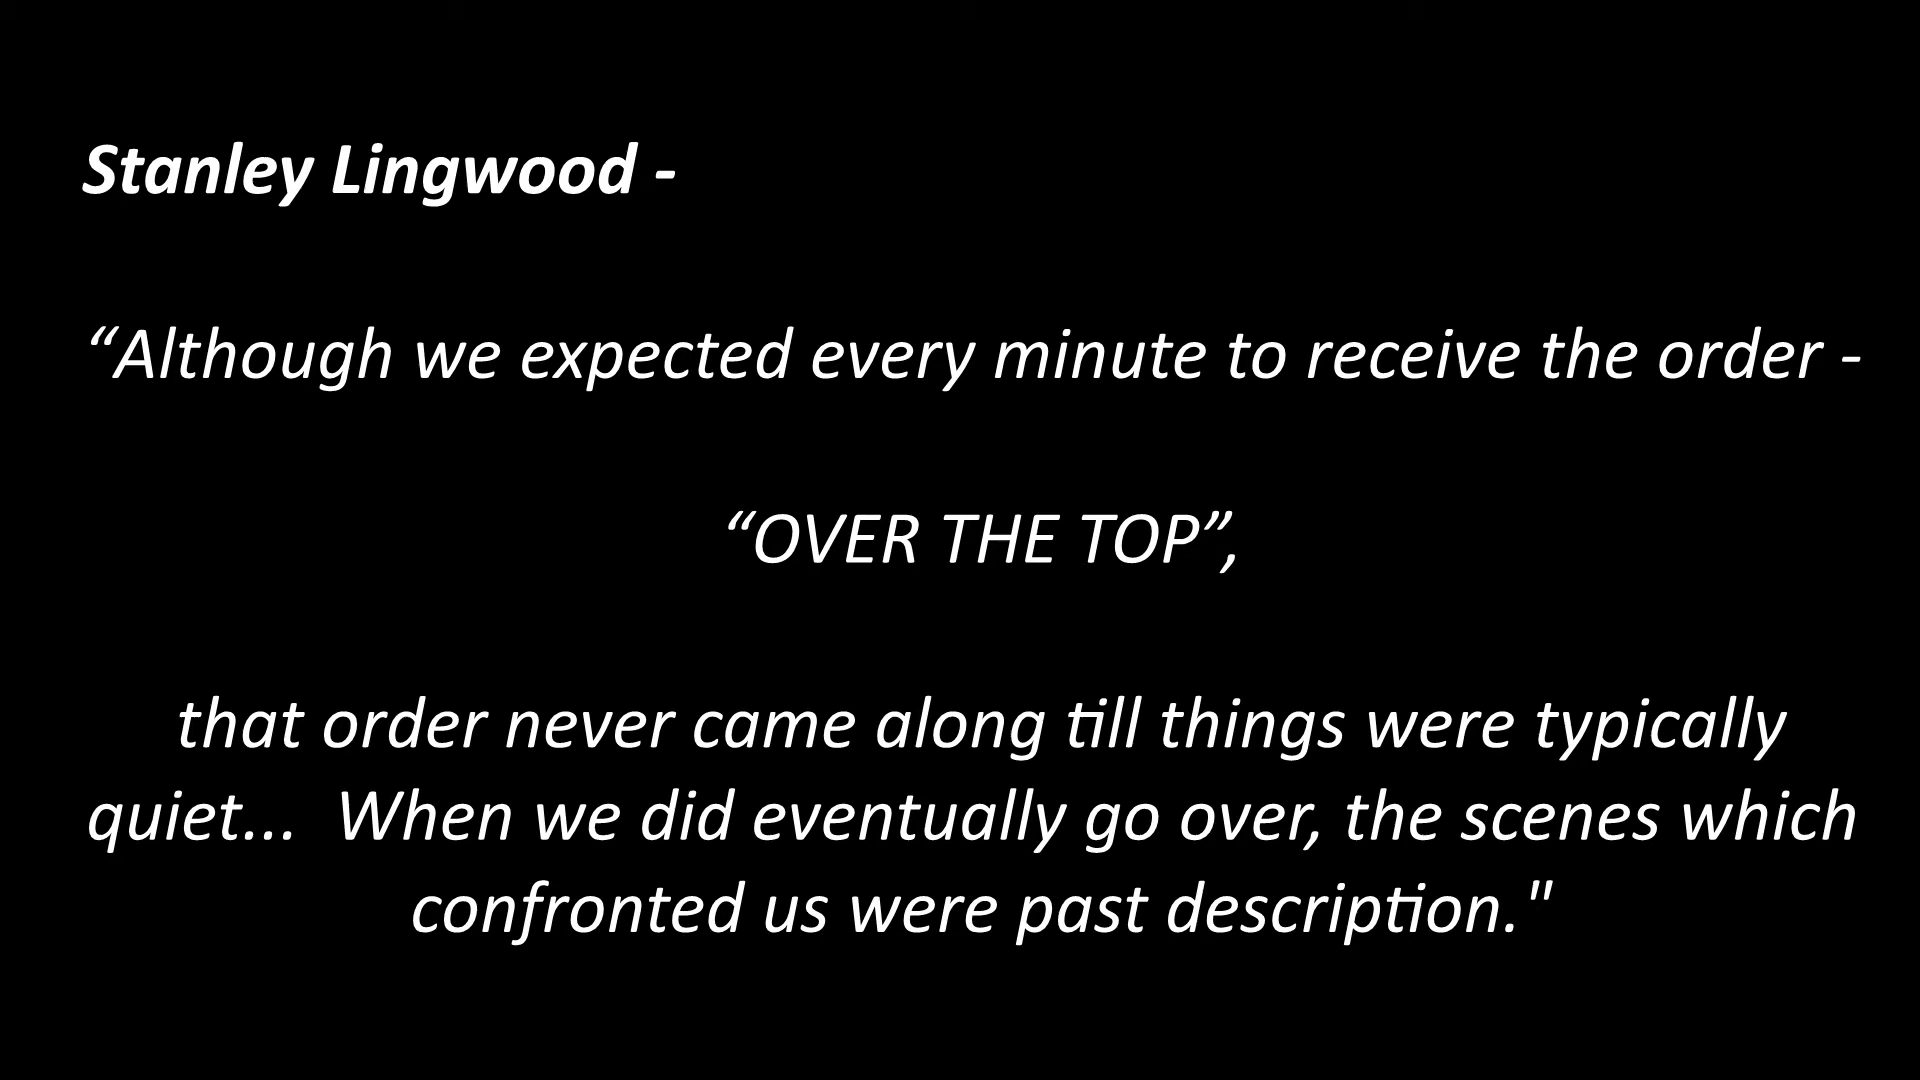 Stanley Lingwood -
“Although we expected every minute to receive the order -
“OVER THE TOP”,
that order never came along till things were typically
quiet...  When we did eventually go over, the scenes which
confronted us were past description."